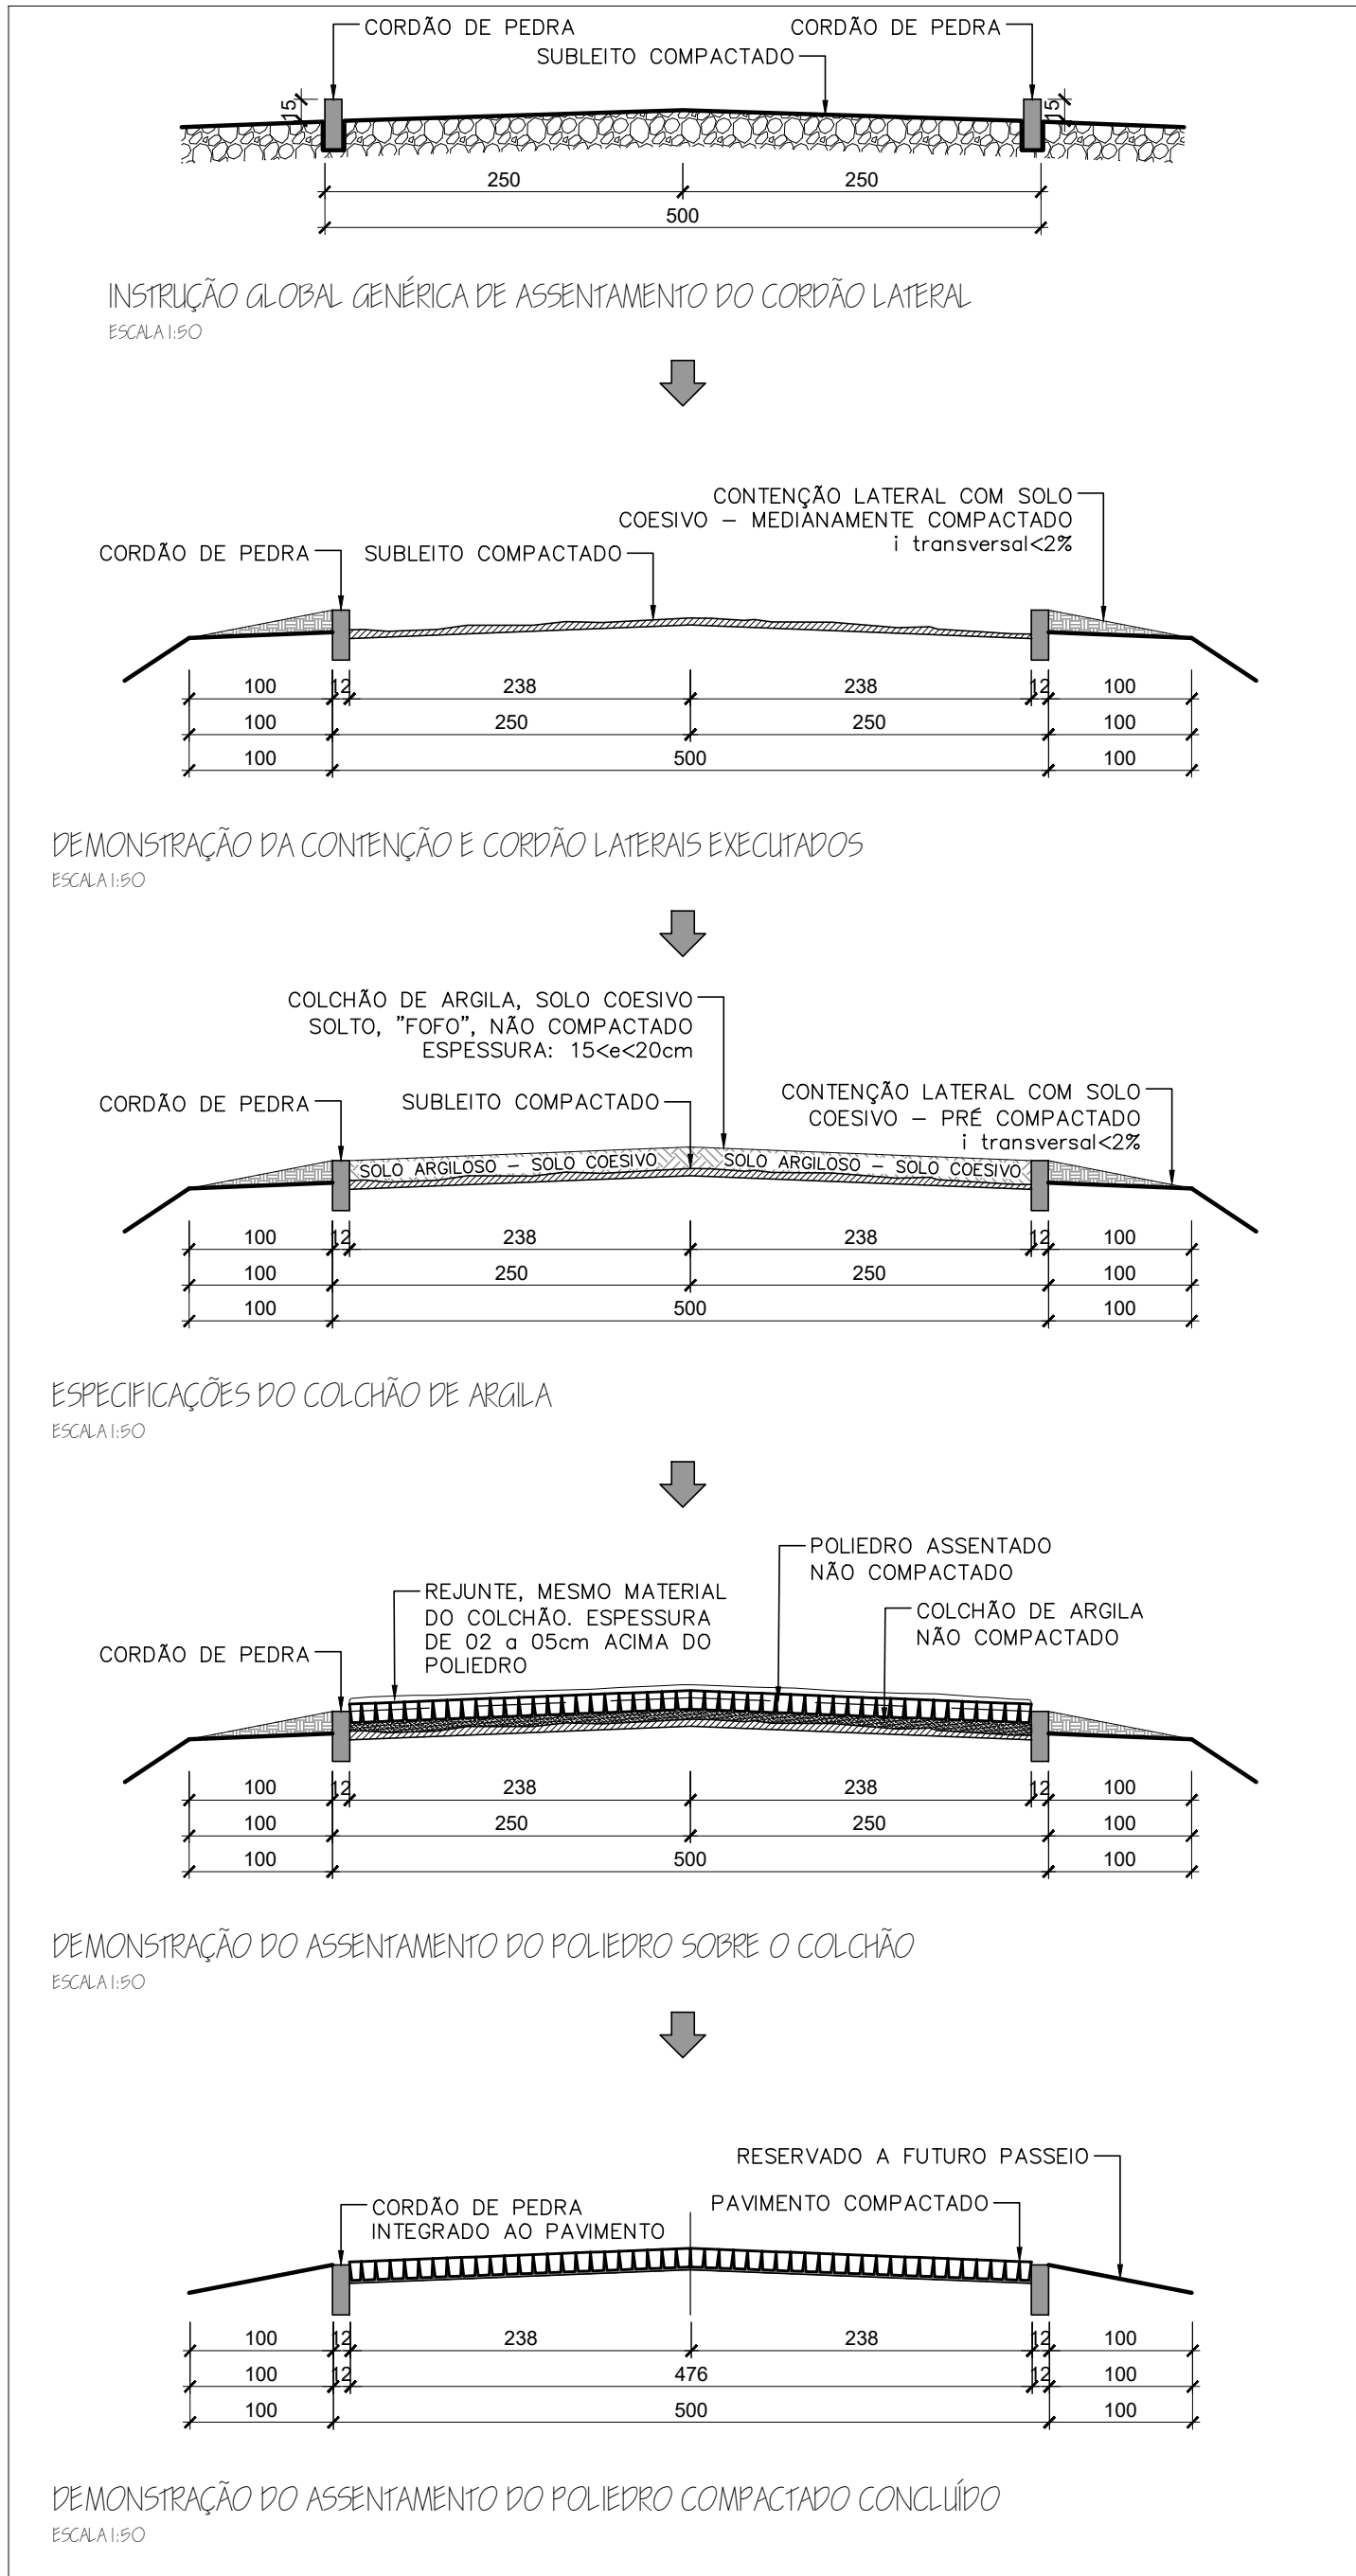 CORDÃO DE PEDRA
CORDÃO DE PEDRA
SUBLEITO COMPACTADO
15
15
250
250
500
INSTRUÇÃO GLOBAL GENÉRICA DE ASSENTAMENTO DO CORDÃO LATERAL
ESCALA 1:50
CONTENÇÃO LATERAL COM SOLO
COESIVO – MEDIANAMENTE COMPACTADO
i transversal<2%
CORDÃO DE PEDRA
SUBLEITO COMPACTADO
100
12
238
238
12
100
100
250
250
100
100
500
100
DEMONSTRAÇÃO DA CONTENÇÃO E CORDÃO LATERAIS EXECUTADOS
ESCALA 1:50
COLCHÃO DE ARGILA, SOLO COESIVO
SOLTO, "FOFO", NÃO COMPACTADO
ESPESSURA: 15<e<20cm
CORDÃO DE PEDRA
SUBLEITO COMPACTADO
CONTENÇÃO LATERAL COM SOLO
COESIVO – PRÉ COMPACTADO
i transversal<2%
SOLO ARGILOSO – SOLO COESIVO
SOLO ARGILOSO – SOLO COESIVO
100
12
238
238
12
100
100
250
250
100
100
500
100
ESPECIFICAÇÕES DO COLCHÃO DE ARGILA
ESCALA 1:50
POLIEDRO ASSENTADO
NÃO COMPACTADO
REJUNTE, MESMO MATERIAL
DO COLCHÃO. ESPESSURA
DE 02 a 05cm ACIMA DO
POLIEDRO
COLCHÃO DE ARGILA
NÃO COMPACTADO
CORDÃO DE PEDRA
100
12
238
238
12
100
100
250
250
100
100
500
100
DEMONSTRAÇÃO DO ASSENTAMENTO DO POLIEDRO SOBRE O COLCHÃO
ESCALA 1:50
RESERVADO A FUTURO PASSEIO
CORDÃO DE PEDRA
INTEGRADO AO PAVIMENTO
PAVIMENTO COMPACTADO
100
12
238
238
12
100
100
12
476
12
100
100
500
100
DEMONSTRAÇÃO DO ASSENTAMENTO DO POLIEDRO COMPACTADO CONCLUÍDO
ESCALA 1:50